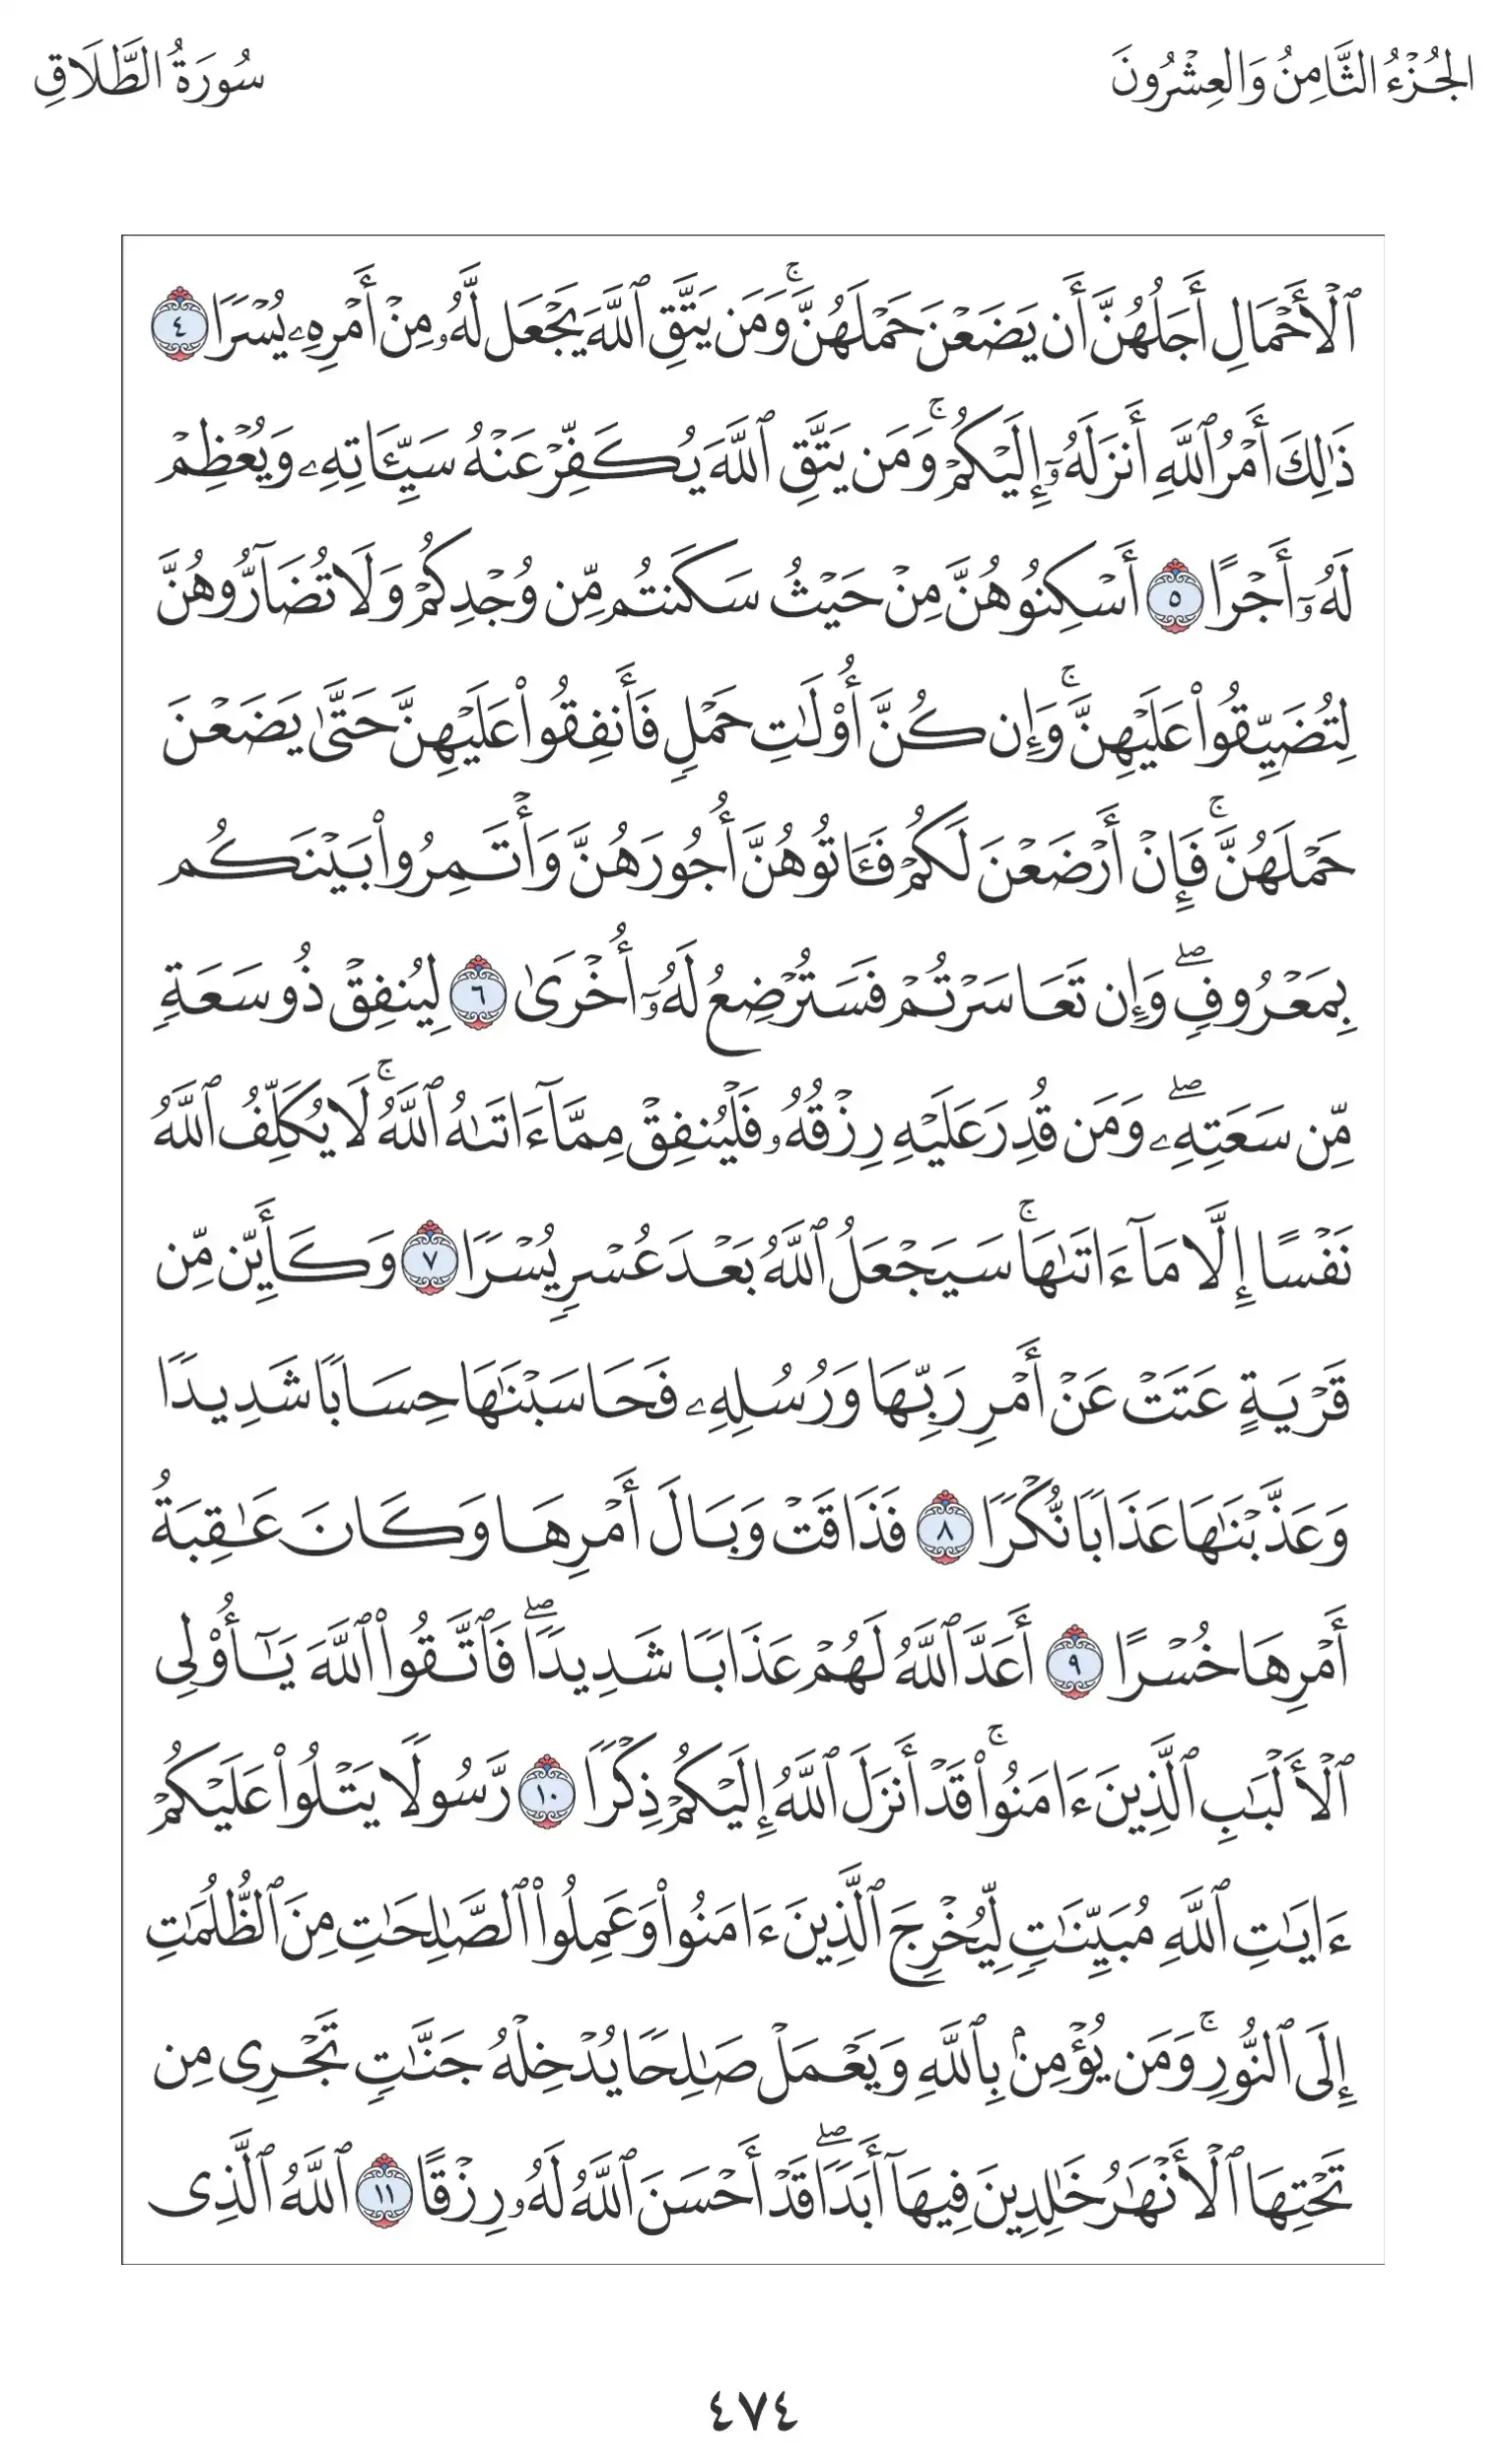 الجُزْءُ الثَّامِنُ وَالعِشْرُونَ
سُورَةُ الطَّلَاقِ
ٱلْأَحْمَالِ أَجَلُهُنَّ أَن يَضَعْنَ حَمْلَهُنَّۚ وَمَن يَتَّقِ ٱللَّهَ يَجْعَل لَّهُۥ مِنْ أَمْرِهِۦ يُسْرًا ٤
ذَٰلِكَ أَمْرُ ٱللَّهِ أَنزَلَهُۥٓ إِلَيْكُمْۚ وَمَن يَتَّقِ ٱللَّهَ يُكَفِّرْ عَنْهُ سَيِّـَٔاتِهِۦ وَيُعْظِمْ
لَهُۥٓ أَجْرًا ٥ أَسْكِنُوهُنَّ مِنْ حَيْثُ سَكَنتُم مِّن وُجْدِكُمْ وَلَا تُضَآرُّوهُنَّ
لِتُضَيِّقُوا۟ عَلَيْهِنَّۚ وَإِن كُنَّ أُو۟لَٰتِ حَمْلٍ فَأَنفِقُوا۟ عَلَيْهِنَّ حَتَّىٰ يَضَعْنَ
حَمْلَهُنَّۚ فَإِنْ أَرْضَعْنَ لَكُمْ فَـَٔاتُوهُنَّ أُجُورَهُنَّ وَأْتَمِرُوا۟ بَيْنَكُم
بِمَعْرُوفٍۖ وَإِن تَعَاسَرْتُمْ فَسَتُرْضِعُ لَهُۥٓ أُخْرَىٰ ٦ لِيُنفِقْ ذُو سَعَةٍ
مِّن سَعَتِهِۦۖ وَمَن قُدِرَ عَلَيْهِ رِزْقُهُۥ فَلْيُنفِقْ مِمَّآ ءَاتَىٰهُ ٱللَّهُۚ لَا يُكَلِّفُ ٱللَّهُ
نَفْسًا إِلَّا مَآ ءَاتَىٰهَاۚ سَيَجْعَلُ ٱللَّهُ بَعْدَ عُسْرٍ يُسْرًا ٧ وَكَأَيِّن مِّن
قَرْيَةٍ عَتَتْ عَنْ أَمْرِ رَبِّهَا وَرُسُلِهِۦ فَحَاسَبْنَٰهَا حِسَابًا شَدِيدًا
وَعَذَّبْنَٰهَا عَذَابًا نُّكْرًا ٨ فَذَاقَتْ وَبَالَ أَمْرِهَا وَكَانَ عَٰقِبَةُ
أَمْرِهَا خُسْرًا ٩ أَعَدَّ ٱللَّهُ لَهُمْ عَذَابًا شَدِيدًاۖ فَٱتَّقُوا۟ ٱللَّهَ يَٰٓأُو۟لِى
ٱلْأَلْبَٰبِ ٱلَّذِينَ ءَامَنُوا۟ۚ قَدْ أَنزَلَ ٱللَّهُ إِلَيْكُمْ ذِكْرًا ١٠ رَّسُولًا يَتْلُوا۟ عَلَيْكُمْ
ءَايَٰتِ ٱللَّهِ مُبَيِّنَٰتٍ لِّيُخْرِجَ ٱلَّذِينَ ءَامَنُوا۟ وَعَمِلُوا۟ ٱلصَّٰلِحَٰتِ مِنَ ٱلظُّلُمَٰتِ
إِلَى ٱلنُّورِۚ وَمَن يُؤْمِنۢ بِٱللَّهِ وَيَعْمَلْ صَٰلِحًا يُدْخِلْهُ جَنَّٰتٍ تَجْرِى مِن
تَحْتِهَا ٱلْأَنْهَٰرُ خَٰلِدِينَ فِيهَآ أَبَدًاۖ قَدْ أَحْسَنَ ٱللَّهُ لَهُۥ رِزْقًا ١١ ٱللَّهُ ٱلَّذِى
٤٧٤